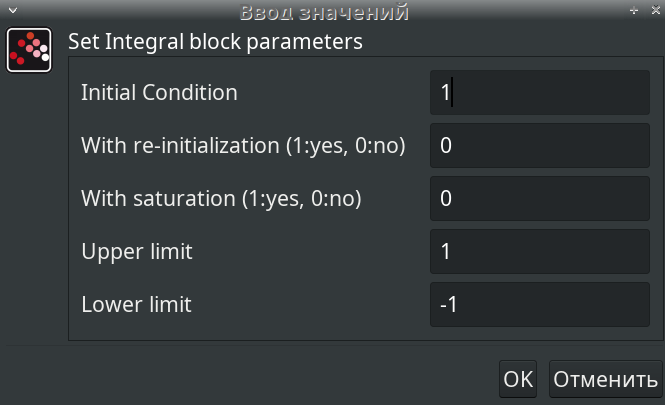 Ввод значений
Set Integral block parameters
Initial Condition 1
With re-initialization (1:yes, 0:no) 0
With saturation (1:yes, 0:no) 0
Upper limit 1
Lower limit -1
OK Отменить